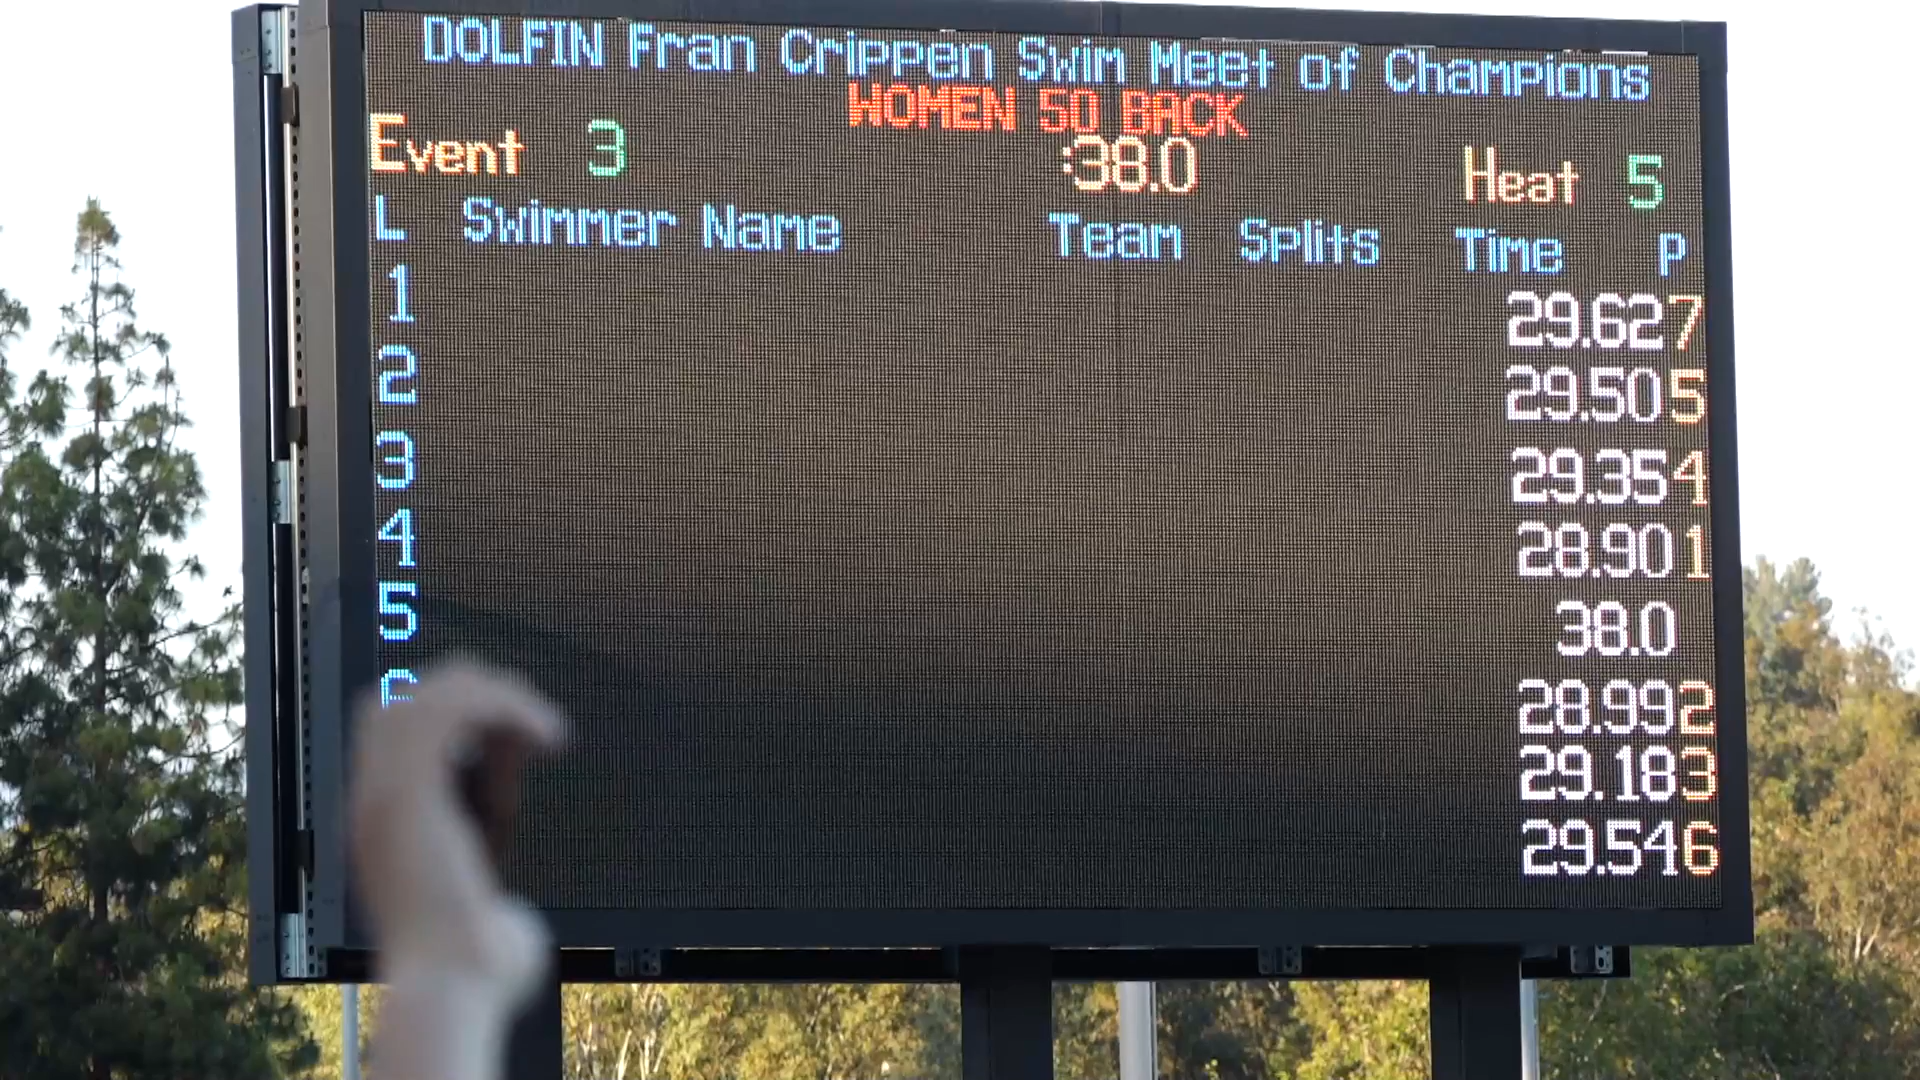 DOLFIN Fran Crippen Swim Meet of Champions
WOMEN 50 BACK
Event 3 :38.0 Heat 5
L Swimmer Name Team Splits Time P
1 29.62 7
2 29.50 5
3 29.35 4
4 28.90 1
5 38.0
28.99 2
29.18 3
29.54 6